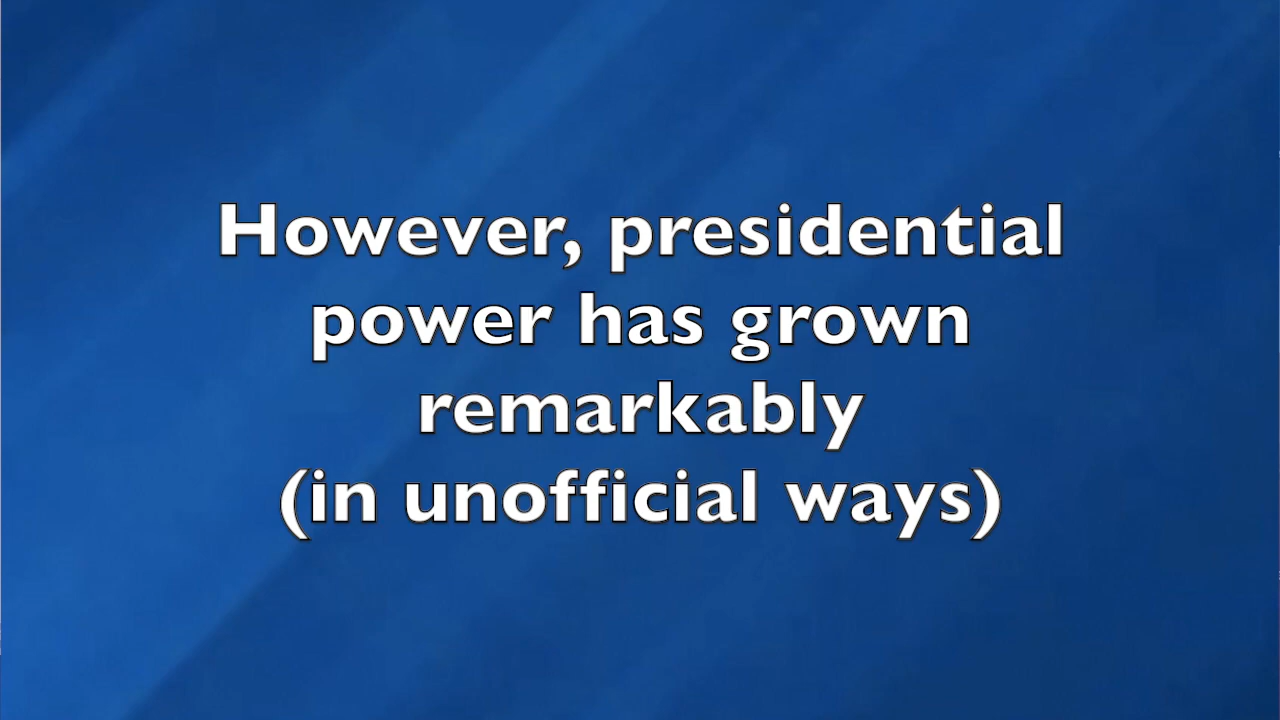 However, presidential
power has grown
remarkably
(in unofficial ways)